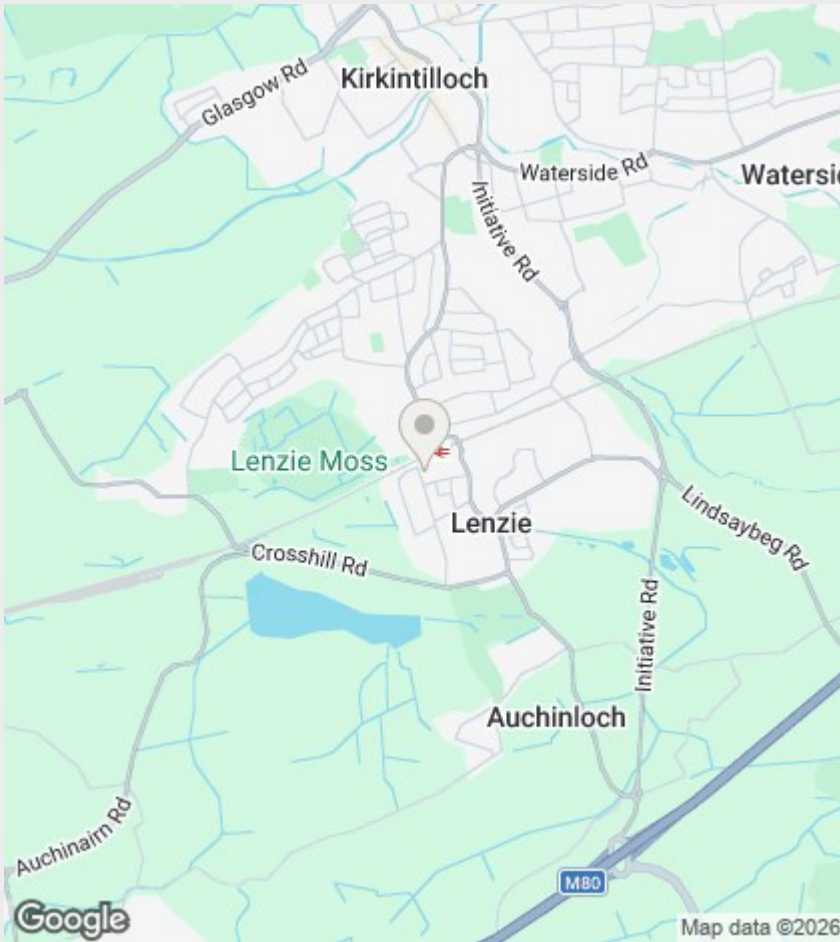 Kirkintilloch
Glasgow Rd
Waterside Rd
Watersi
Initiative Rd
Lenzie Moss
Lenzie
Lindsaybeg Rd
Crosshill Rd
Initiative Rd
Auchinloch
Auchinairn Rd
M80
Google
Map data ©2026